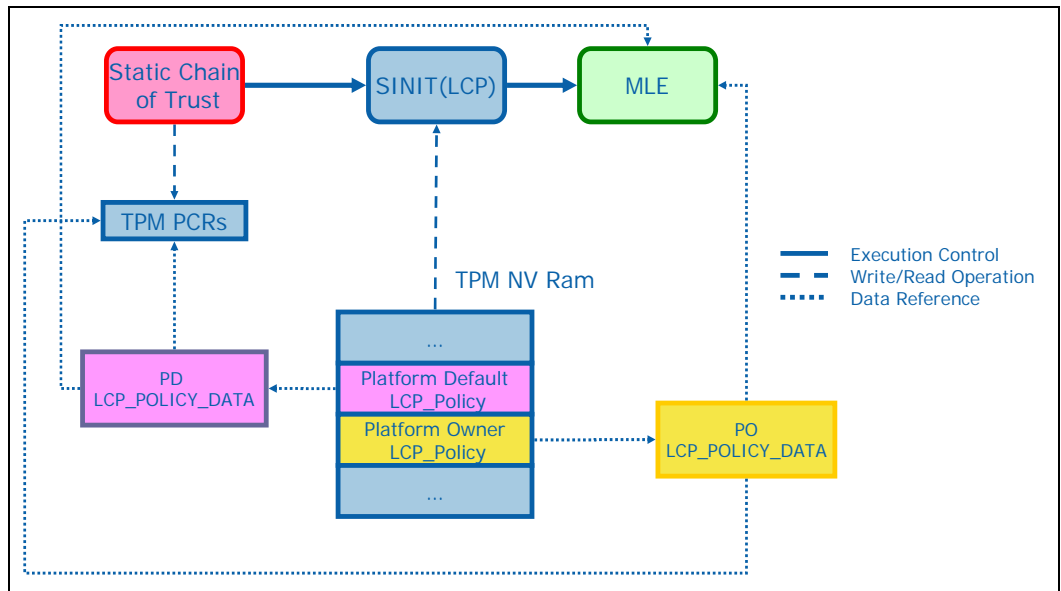 Static Chain
of Trust
SINIT(LCP)
MLE
TPM PCRs
TPM NV Ram
Execution Control
Write/Read Operation
Data Reference
...
PD
LCP_POLICY_DATA
Platform Default
LCP_Policy
Platform Owner
LCP_Policy
PO
LCP_POLICY_DATA
...